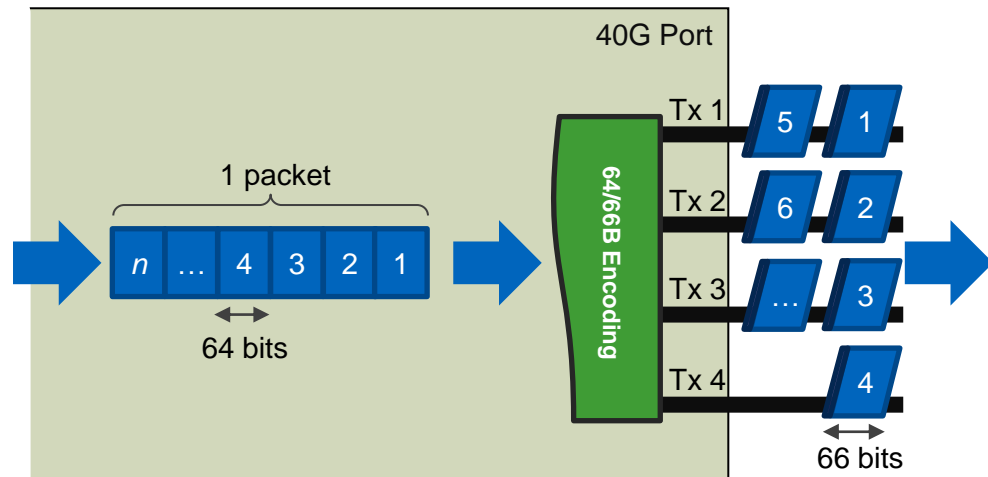 40G Port
1 packet
n … 4 3 2 1
64 bits
64/66B Encoding
Tx 1
5 1
Tx 2
6 2
Tx 3
… 3
Tx 4
4
66 bits